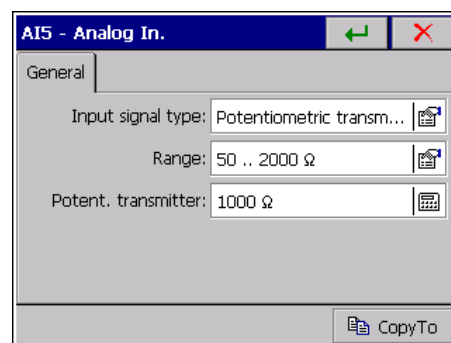 AI5 - Analog In.
General
Input signal type: Potentiometric transm...
Range: 50 .. 2000 Ω
Potent. transmitter: 1000 Ω
CopyTo